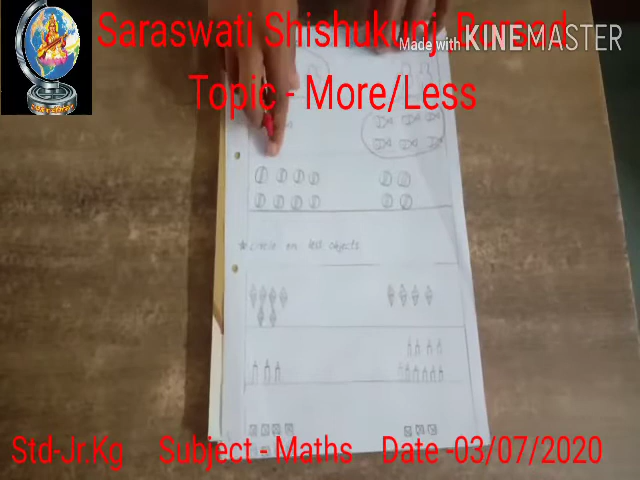 Saraswati Shishukunj,
Made with KINEMASTER
Topic - More/Less
* circle on less objects
Std-Jr.Kg Subject - Maths Date -03/07/2020